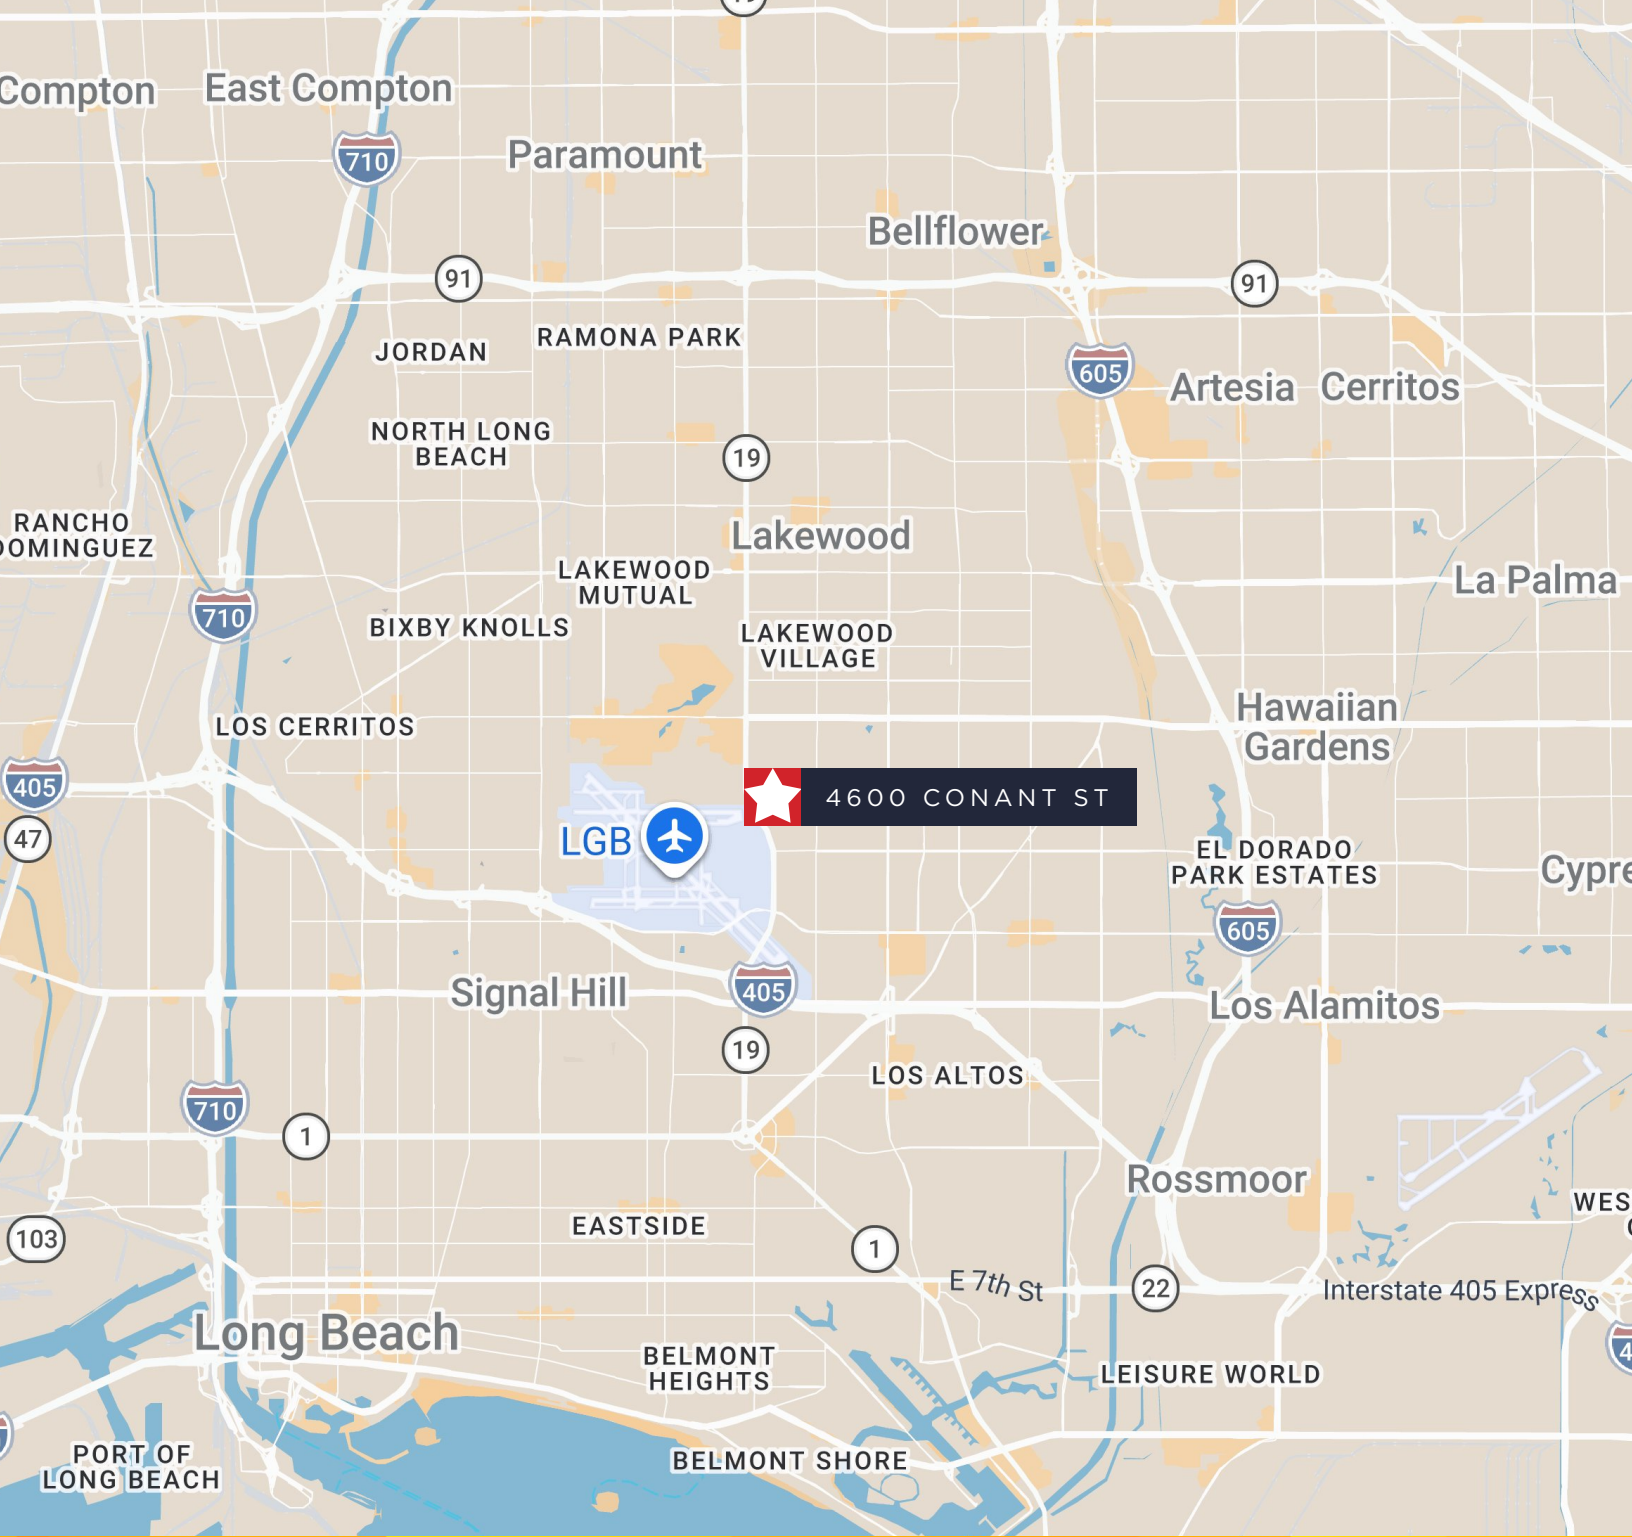 Compton
East Compton
710
Paramount
Bellflower
91
91
JORDAN
RAMONA PARK
605
Artesia
Cerritos
NORTH LONG
BEACH
19
RANCHO
DOMINGUEZ
Lakewood
LAKEWOOD
MUTUAL
La Palma
710
BIXBY KNOLLS
LAKEWOOD
VILLAGE
LOS CERRITOS
Hawaiian
Gardens
405
4600 CONANT ST
47
LGB
EL DORADO
PARK ESTATES
Cypre
605
Signal Hill
405
Los Alamitos
19
LOS ALTOS
710
1
Rossmoor
WES
103
EASTSIDE
1
E 7th St
22
Interstate 405 Express
Long Beach
BELMONT
HEIGHTS
LEISURE WORLD
PORT OF
LONG BEACH
BELMONT SHORE